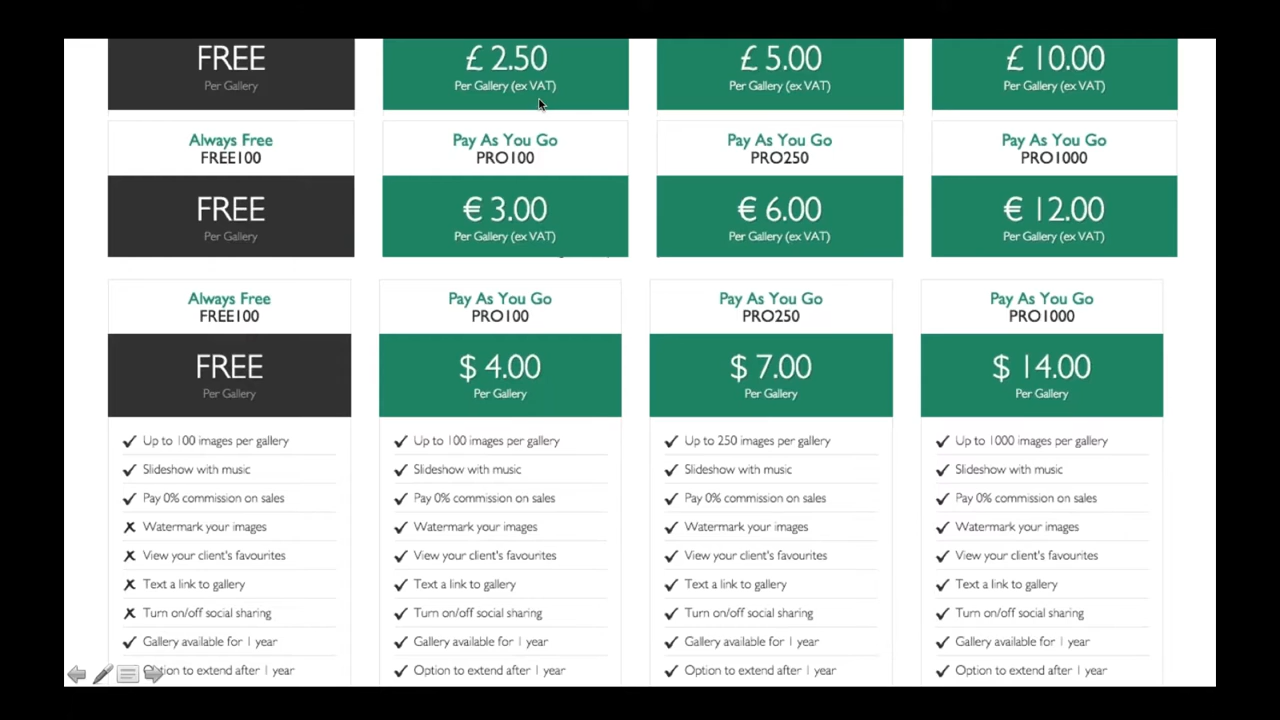 FREE
Per Gallery
£ 2.50
Per Gallery (ex VAT)
£ 5.00
Per Gallery (ex VAT)
£ 10.00
Per Gallery (ex VAT)
Always Free
FREE100
FREE
Per Gallery
Pay As You Go
PRO100
€ 3.00
Per Gallery (ex VAT)
Pay As You Go
PRO250
€ 6.00
Per Gallery (ex VAT)
Pay As You Go
PRO1000
€ 12.00
Per Gallery (ex VAT)
Always Free
FREE100
FREE
Per Gallery
Up to 100 images per gallery
Slideshow with music
Pay 0% commission on sales
Watermark your images
View your client's favourites
Text a link to gallery
Turn on/off social sharing
Gallery available for 1 year
Option to extend after 1 year
Pay As You Go
PRO100
$ 4.00
Per Gallery
Up to 100 images per gallery
Slideshow with music
Pay 0% commission on sales
Watermark your images
View your client's favourites
Text a link to gallery
Turn on/off social sharing
Gallery available for 1 year
Option to extend after 1 year
Pay As You Go
PRO250
$ 7.00
Per Gallery
Up to 250 images per gallery
Slideshow with music
Pay 0% commission on sales
Watermark your images
View your client's favourites
Text a link to gallery
Turn on/off social sharing
Gallery available for 1 year
Option to extend after 1 year
Pay As You Go
PRO1000
$ 14.00
Per Gallery
Up to 1000 images per gallery
Slideshow with music
Pay 0% commission on sales
Watermark your images
View your client's favourites
Text a link to gallery
Turn on/off social sharing
Gallery available for 1 year
Option to extend after 1 year